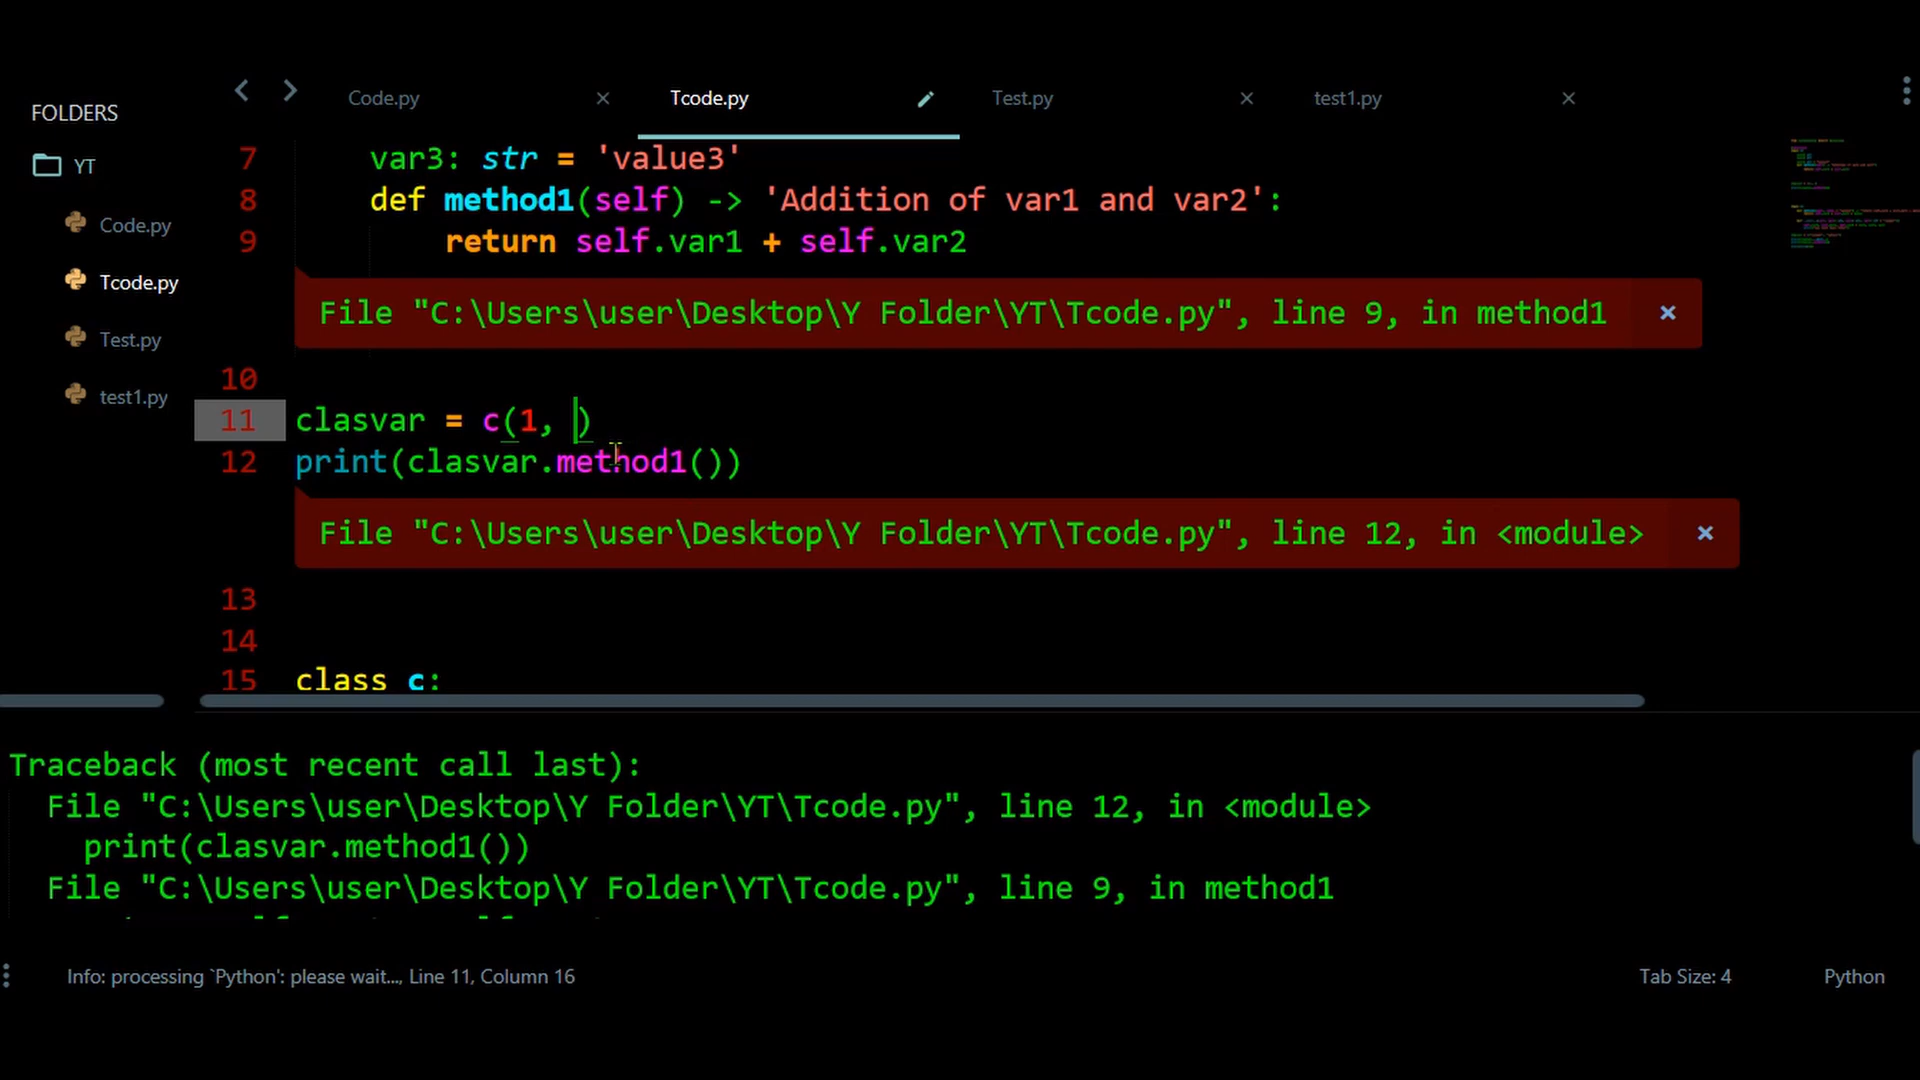 FOLDERS
YT
Code.py
Tcode.py
Test.py
test1.py
Code.py
Tcode.py
Test.py
test1.py
7 var3: str = 'value3'
8 def method1(self) -> 'Addition of var1 and var2':
9 return self.var1 + self.var2
File "C:\Users\user\Desktop\Y Folder\YT\Tcode.py", line 9, in method1
10
11 clasvar = c(1, )
12 print(clasvar.method1())
File "C:\Users\user\Desktop\Y Folder\YT\Tcode.py", line 12, in <module>
13
14
15 class c:
Traceback (most recent call last):
File "C:\Users\user\Desktop\Y Folder\YT\Tcode.py", line 12, in <module>
print(clasvar.method1())
File "C:\Users\user\Desktop\Y Folder\YT\Tcode.py", line 9, in method1
Info: processing `Python': please wait..., Line 11, Column 16
Tab Size: 4
Python